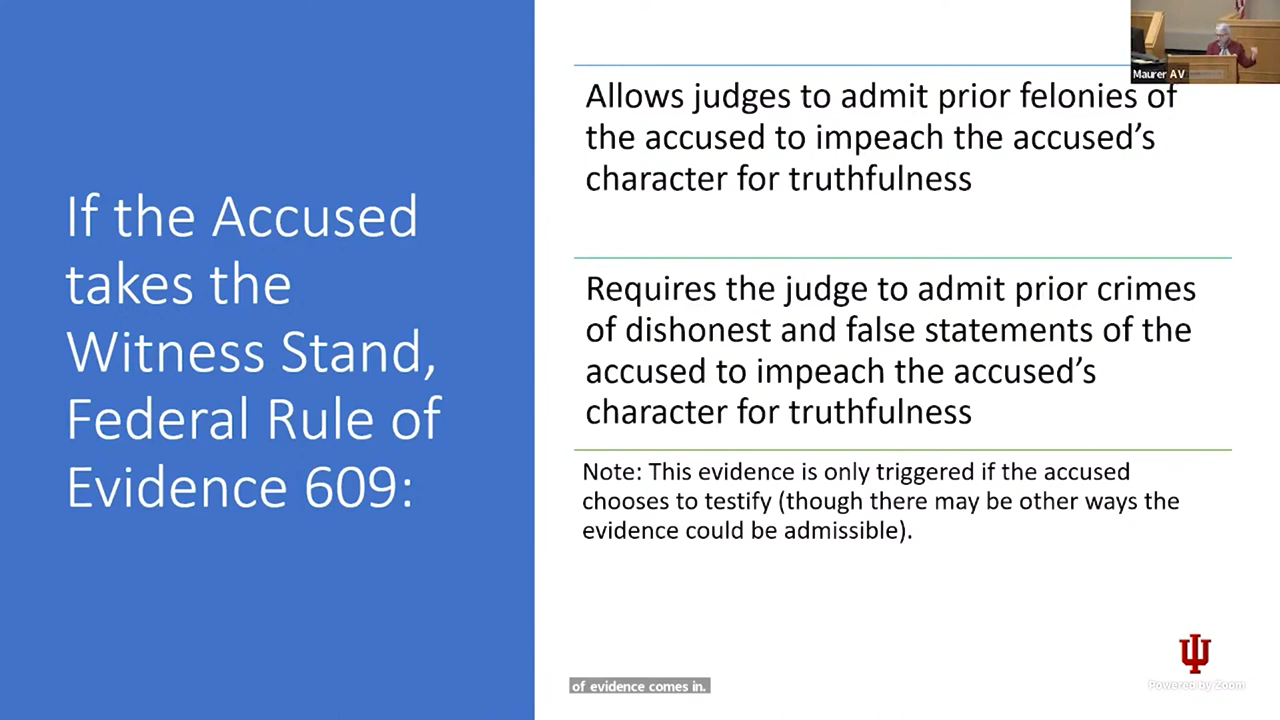 If the Accused
takes the
Witness Stand,
Federal Rule of
Evidence 609:
Maurer AV
Allows judges to admit prior felonies of
the accused to impeach the accused's
character for truthfulness
Requires the judge to admit prior crimes
of dishonest and false statements of the
accused to impeach the accused's
character for truthfulness
Note: This evidence is only triggered if the accused
chooses to testify (though there may be other ways the
evidence could be admissible).
of evidence comes in.
Powered by Zoom